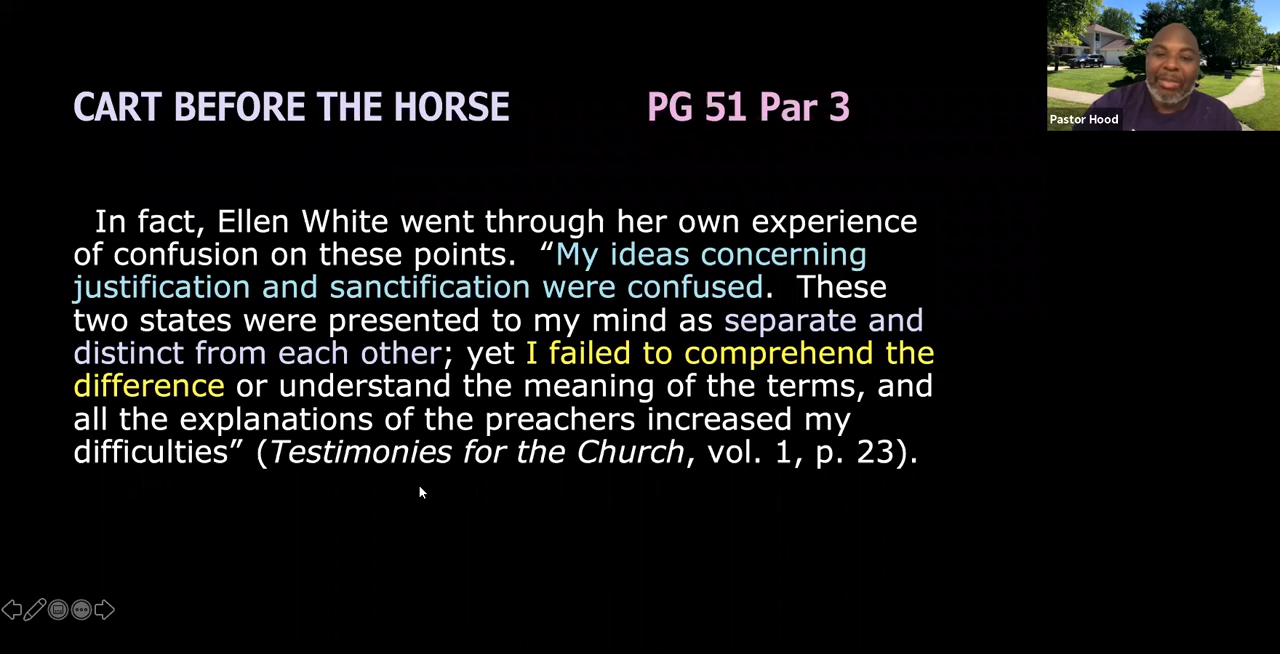 CART BEFORE THE HORSE PG 51 Par 3
Pastor Hood
In fact, Ellen White went through her own experience
of confusion on these points. “My ideas concerning
justification and sanctification were confused. These
two states were presented to my mind as separate and
distinct from each other; yet I failed to comprehend the
difference or understand the meaning of the terms, and
all the explanations of the preachers increased my
difficulties” (Testimonies for the Church, vol. 1, p. 23).